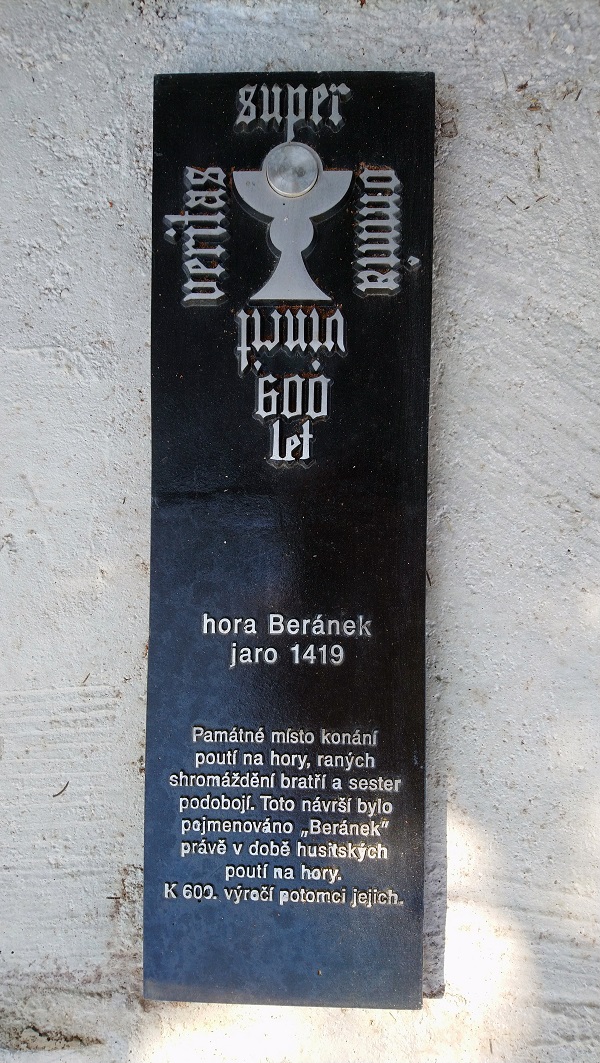 super
veritas
omnia
vincit
600
let
hora Beránek
jaro 1419
Památné místo konání
poutí na hory, raných
shromáždění bratří a sester
podobojí. Toto návrší bylo
pojmenováno „Beránek"
právě v době husitských
poutí na hory.
K 600. výročí potomci jejich.